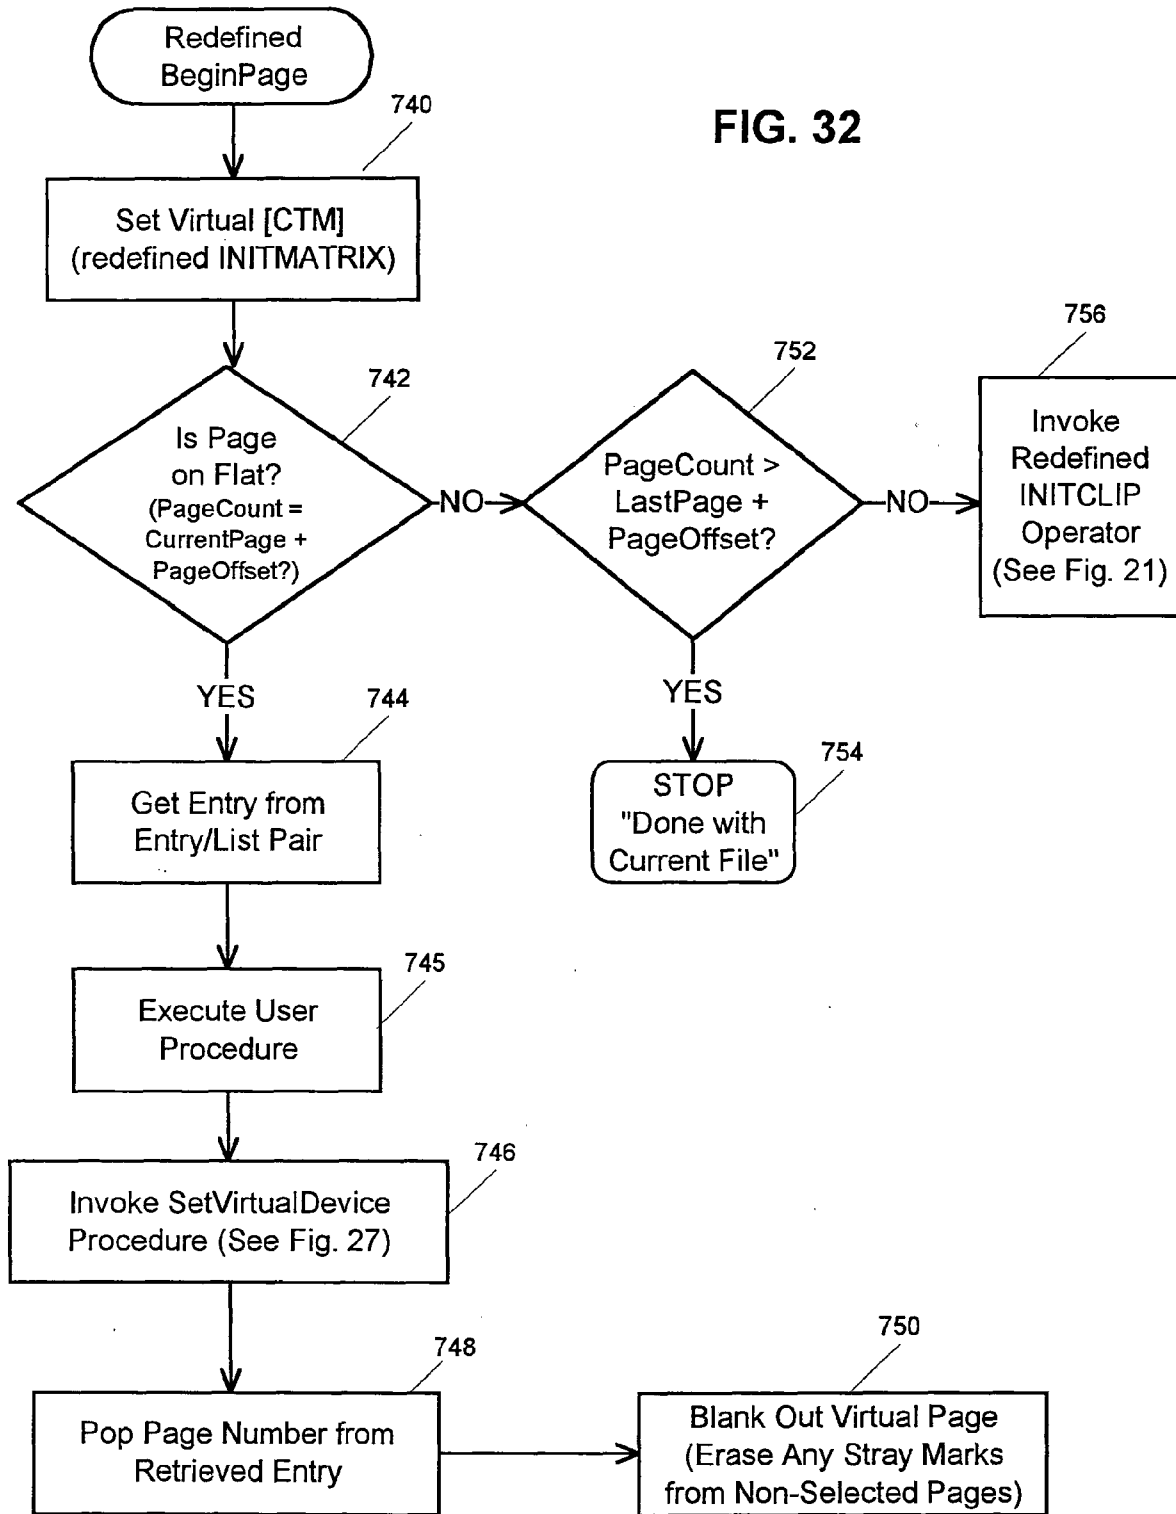 Redefined
BeginPage
740
FIG. 32
Set Virtual [CTM]
(redefined INITMATRIX)
742
Is Page
on Flat?
(PageCount =
CurrentPage +
PageOffset?)
NO
752
PageCount >
LastPage +
PageOffset?
NO
756
Invoke
Redefined
INITCLIP
Operator
(See Fig. 21)
YES
YES
744
Get Entry from
Entry/List Pair
754
STOP
"Done with
Current File"
745
Execute User
Procedure
746
Invoke SetVirtualDevice
Procedure (See Fig. 27)
748
Pop Page Number from
Retrieved Entry
750
Blank Out Virtual Page
(Erase Any Stray Marks
from Non-Selected Pages)